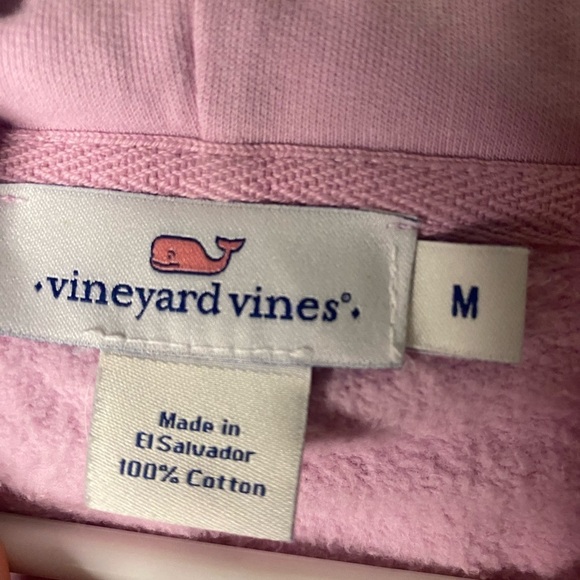 vineyard vines®
M
Made in
El Salvador
100% Cotton